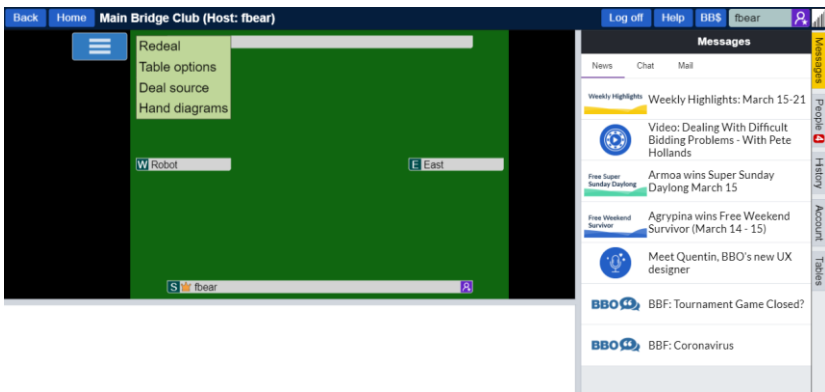 Back Home Main Bridge Club (Host: fbear) Log off Help BB$ fbear
Redeal
Table options
Deal source
Hand diagrams
W Robot
E East
S fbear
Messages
News Chat Mail
Weekly Highlights
Weekly Highlights: March 15-21
Video: Dealing With Difficult
Bidding Problems - With Pete
Hollands
Free Super
Sunday Daylong
Armoa wins Super Sunday
Daylong March 15
Free Weekend
Survivor
Agrypina wins Free Weekend
Survivor (March 14 - 15)
Meet Quentin, BBO's new UX
designer
BBO
BBF: Tournament Game Closed?
BBO
BBF: Coronavirus
Messages
People 4
History
Account
Tables